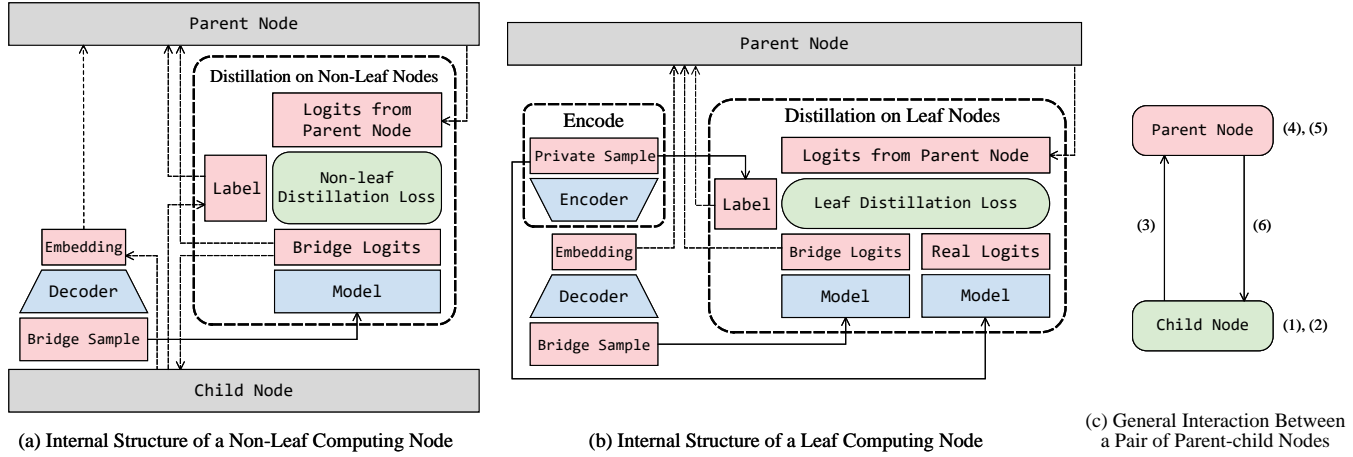 Parent Node
Distillation on Non-Leaf Nodes
Logits from
Parent Node
Label
Non-leaf
Distillation Loss
Embedding
Bridge Logits
Decoder
Model
Bridge Sample
Child Node
(a) Internal Structure of a Non-Leaf Computing Node
Parent Node
Encode
Private Sample
Encoder
Distillation on Leaf Nodes
Logits from Parent Node
Label
Leaf Distillation Loss
Embedding
Bridge Logits
Real Logits
Decoder
Model
Model
Bridge Sample
(b) Internal Structure of a Leaf Computing Node
Parent Node
(4), (5)
(3)
(6)
Child Node
(1), (2)
(c) General Interaction Between
a Pair of Parent-child Nodes